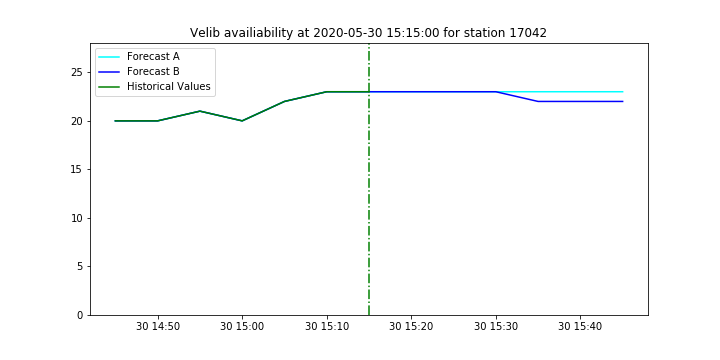 Velib availiability at 2020-05-30 15:15:00 for station 17042
Forecast A
Forecast B
Historical Values
25
20
15
10
5
0
30 14:50 30 15:00 30 15:10 30 15:20 30 15:30 30 15:40